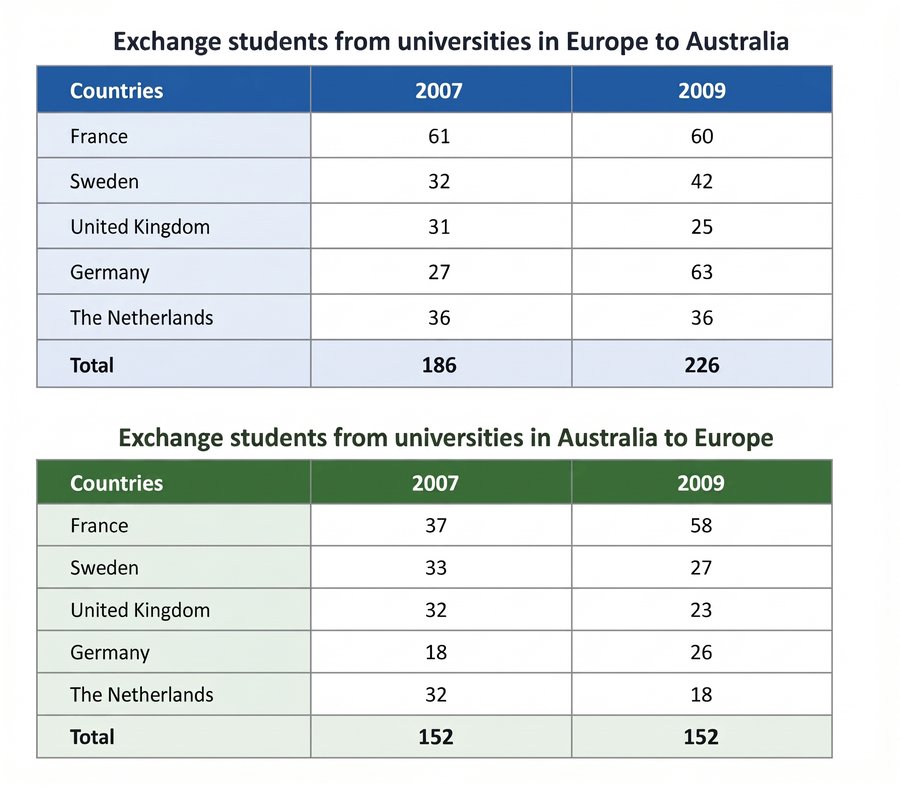 Exchange students from universities in Europe to Australia
Countries 2007 2009
France 61 60
Sweden 32 42
United Kingdom 31 25
Germany 27 63
The Netherlands 36 36
Total 186 226
Exchange students from universities in Australia to Europe
Countries 2007 2009
France 37 58
Sweden 33 27
United Kingdom 32 23
Germany 18 26
The Netherlands 32 18
Total 152 152